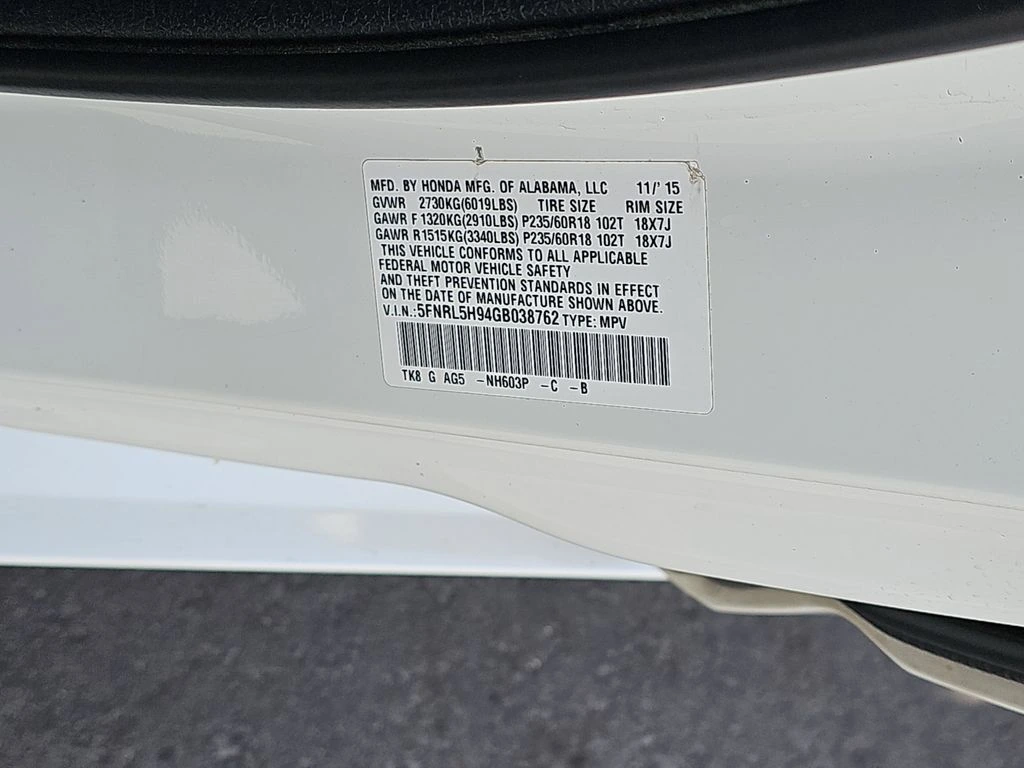 MFD. BY HONDA MFG. OF ALABAMA, LLC 11/' 15
GVWR 2730KG(6019LBS) TIRE SIZE RIM SIZE
GAWR F 1320KG(2910LBS) P235/60R18 102T 18X7J
GAWR R1515KG(3340LBS) P235/60R18 102T 18X7J
THIS VEHICLE CONFORMS TO ALL APPLICABLE
FEDERAL MOTOR VEHICLE SAFETY
AND THEFT PREVENTION STANDARDS IN EFFECT
ON THE DATE OF MANUFACTURE SHOWN ABOVE.
V.I.N.:5FNRL5H94GB038762 TYPE: MPV
TK8 G AG5 -NH603P -C -B